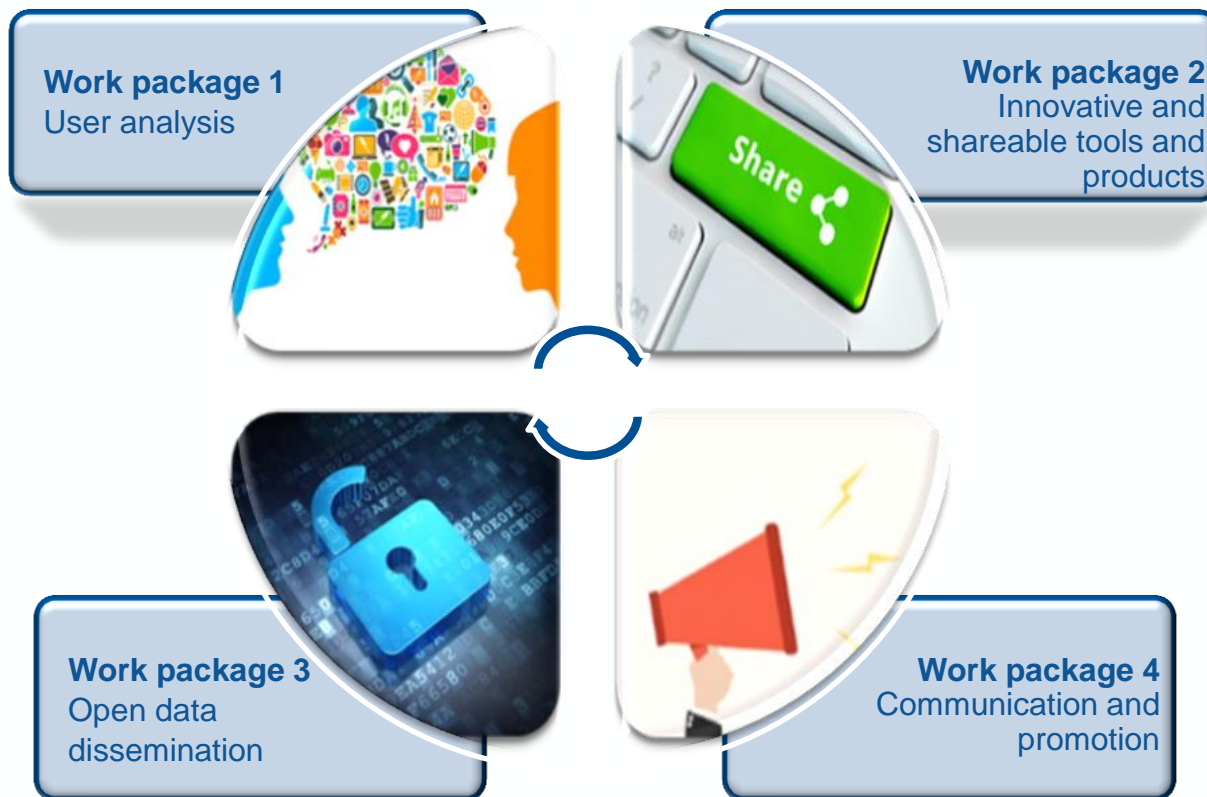 Work package 1
User analysis
Work package 2
Innovative and
shareable tools and
products
Share
?
alt
Work package 3
Open data
dissemination
Work package 4
Communication and
promotion